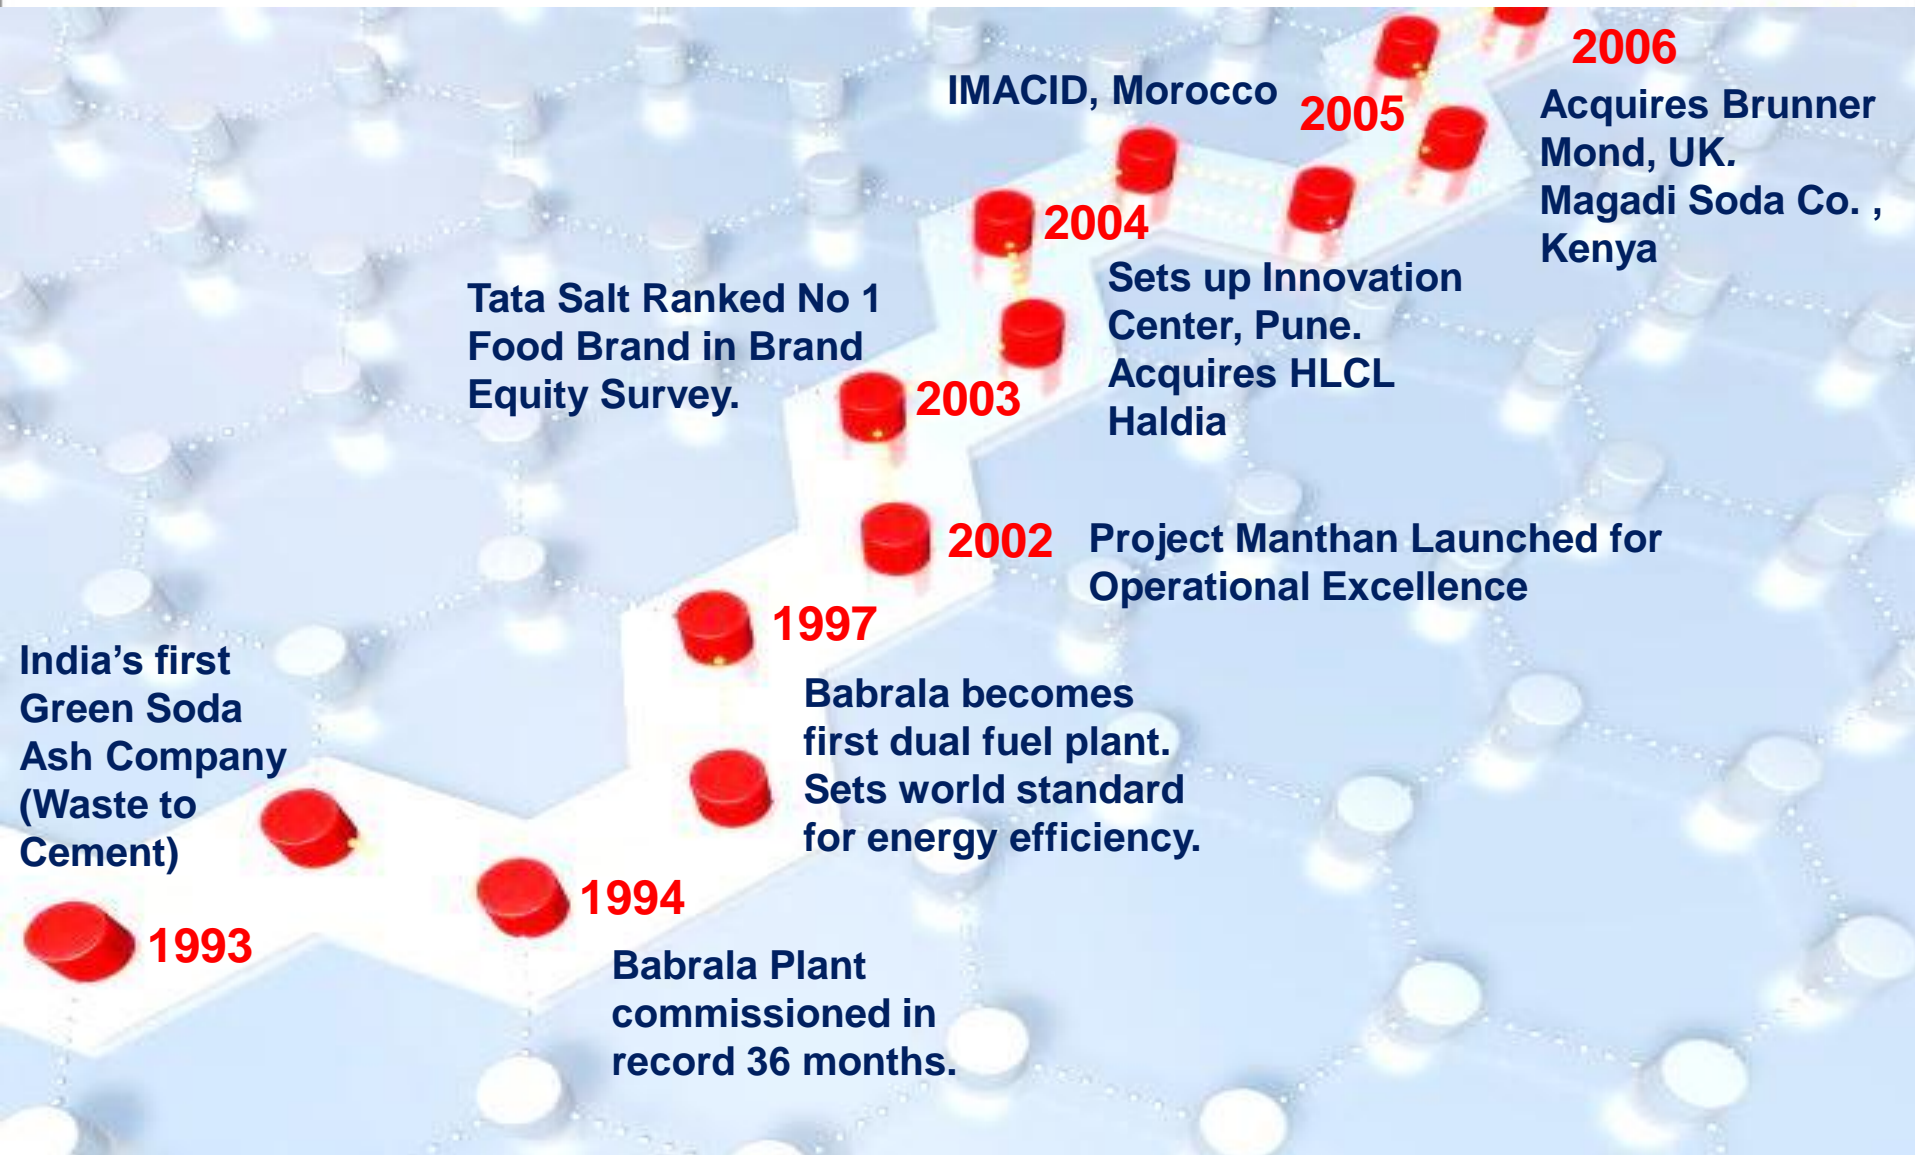 2006
Acquires Brunner
Mond, UK.
Magadi Soda Co. ,
Kenya
IMACID, Morocco
2005
2004
Sets up Innovation
Center, Pune.
Acquires HLCL
Haldia
Tata Salt Ranked No 1
Food Brand in Brand
Equity Survey.
2003
2002
Project Manthan Launched for
Operational Excellence
1997
Babrala becomes
first dual fuel plant.
Sets world standard
for energy efficiency.
India’s first
Green Soda
Ash Company
(Waste to
Cement)
1993
1994
Babrala Plant
commissioned in
record 36 months.